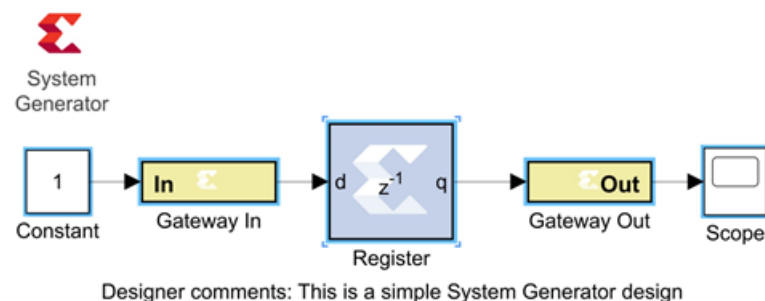 System
Generator
1
In
d
z-1
q
Out
Constant
Gateway In
Register
Gateway Out
Scope
Designer comments: This is a simple System Generator design